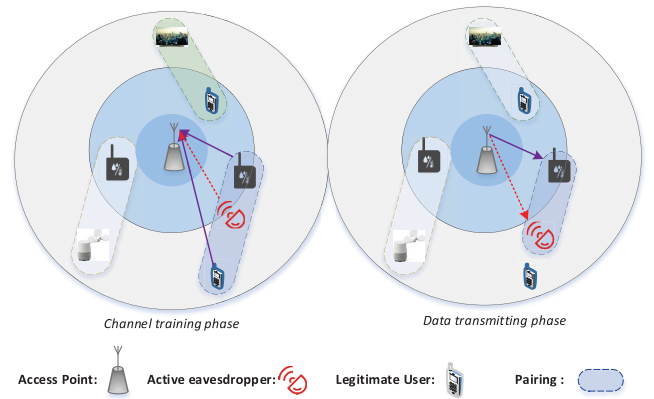 Channel training phase
Data transmitting phase
Access Point:
Active eavesdropper:
Legitimate User:
Pairing :